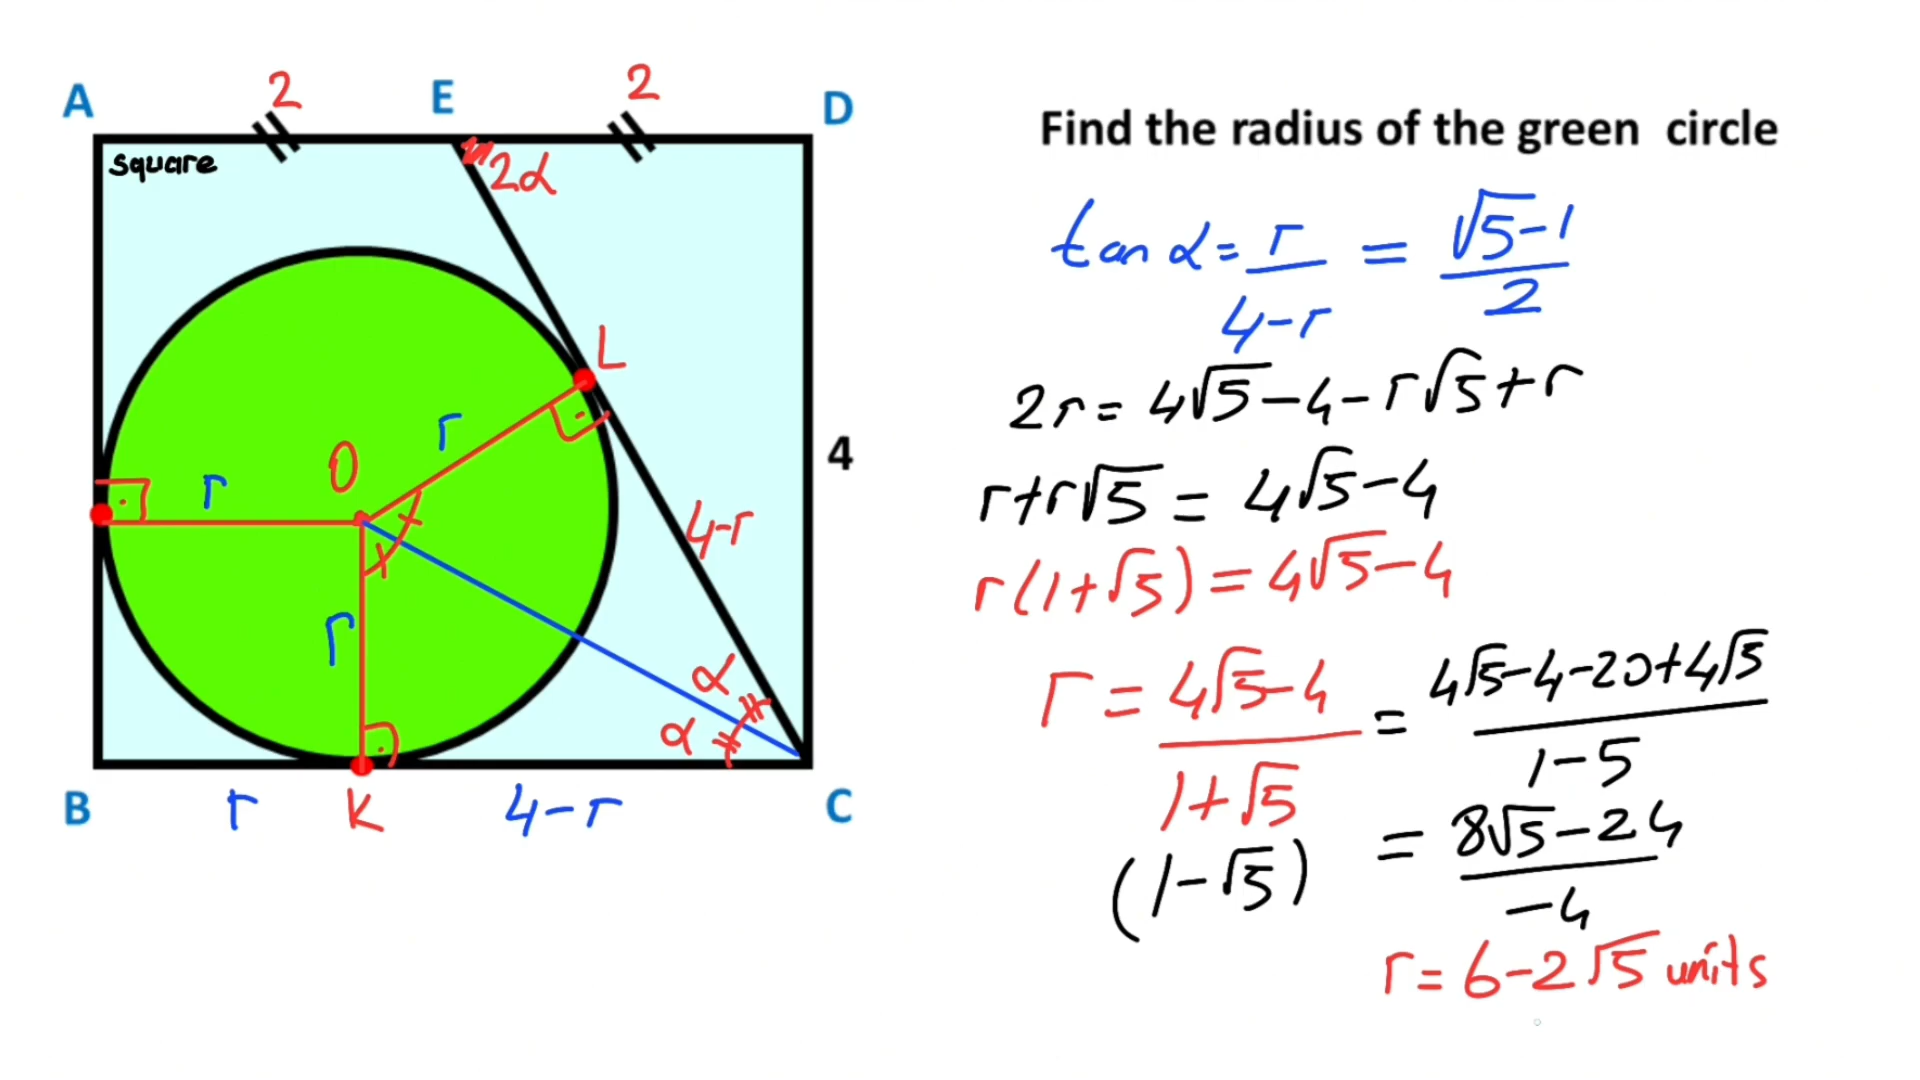 A 2 E 2 D
square
2α
Find the radius of the green circle
tan α = r/(4-r) = (√5-1)/2
2r = 4√5-4-r√5+r
r+r√5 = 4√5-4
r(1+√5) = 4√5-4
r = (4√5-4)/(1+√5) = (4√5-4-20+4√5)/(1-5)
(1-√5)
= (8√5-24)/-4
r = 6-2√5 units
L
r
O
r
4
4-r
r
α
α
B r K 4-r C